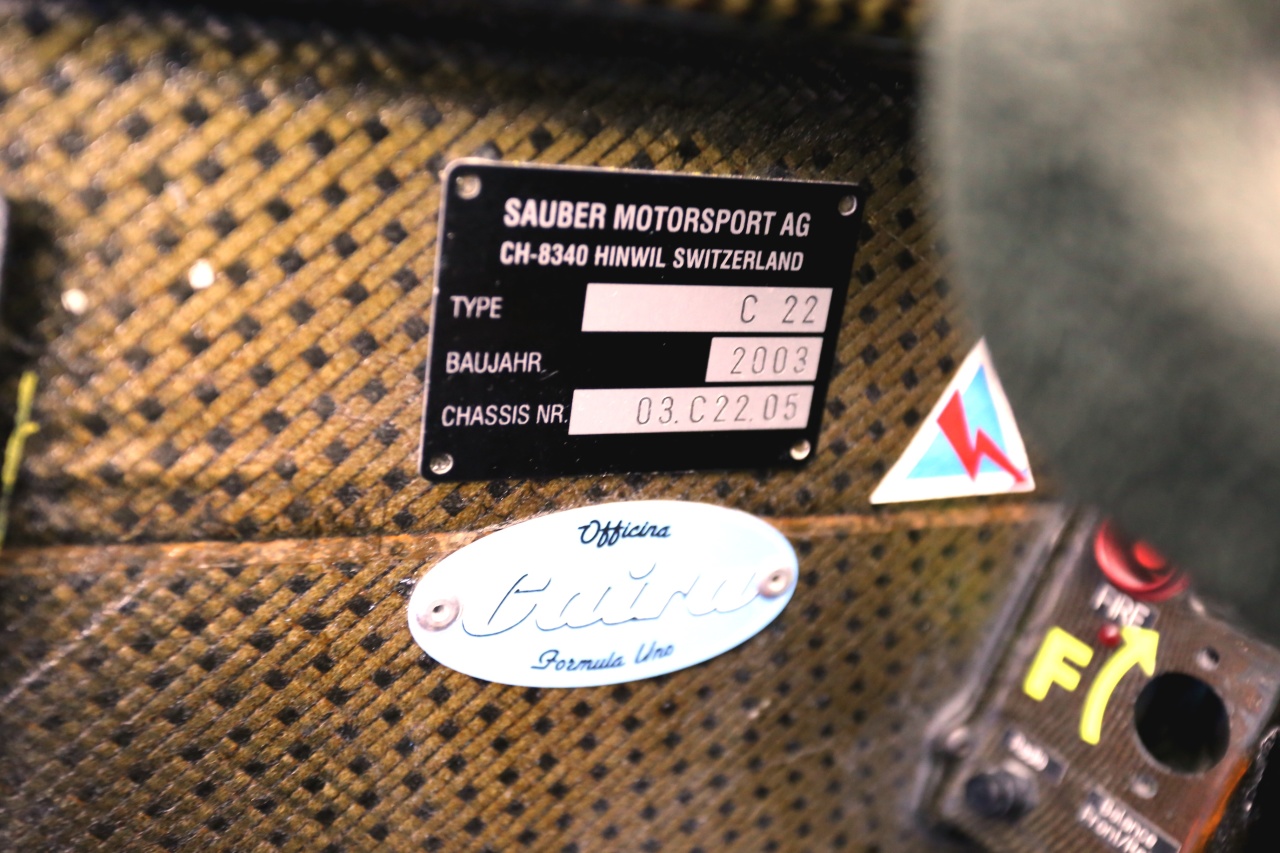 SAUBER MOTORSPORT AG
CH-8340 HINWIL SWITZERLAND
TYPE C 22
BAUJAHR. 2003
CHASSIS NR. 03.C22.05
Officina
Formula Uno
FIRE
F
Balance